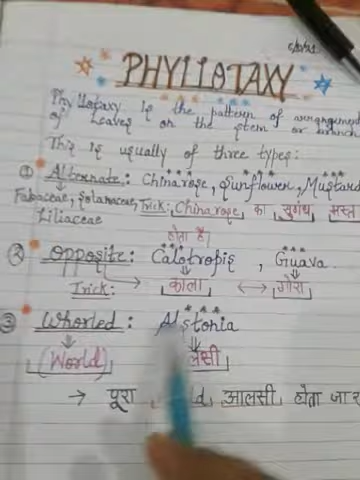 PHYLLOTAXY
Phyllotaxy is the pattern of arrangement
of leaves on the stem or branch
This is usually of three types:
① Alternate: China rose, Sunflower, Mustard
Fabaceae, Solanaceae, Trick: China rose का सुगंध मस्त
Liliaceae
होता है
② Opposite: Calotropis, Guava
Trick: काला ↔ गोरा
③ Whorled: Alstonia
(World)
→ पूरा आलसी होता जा